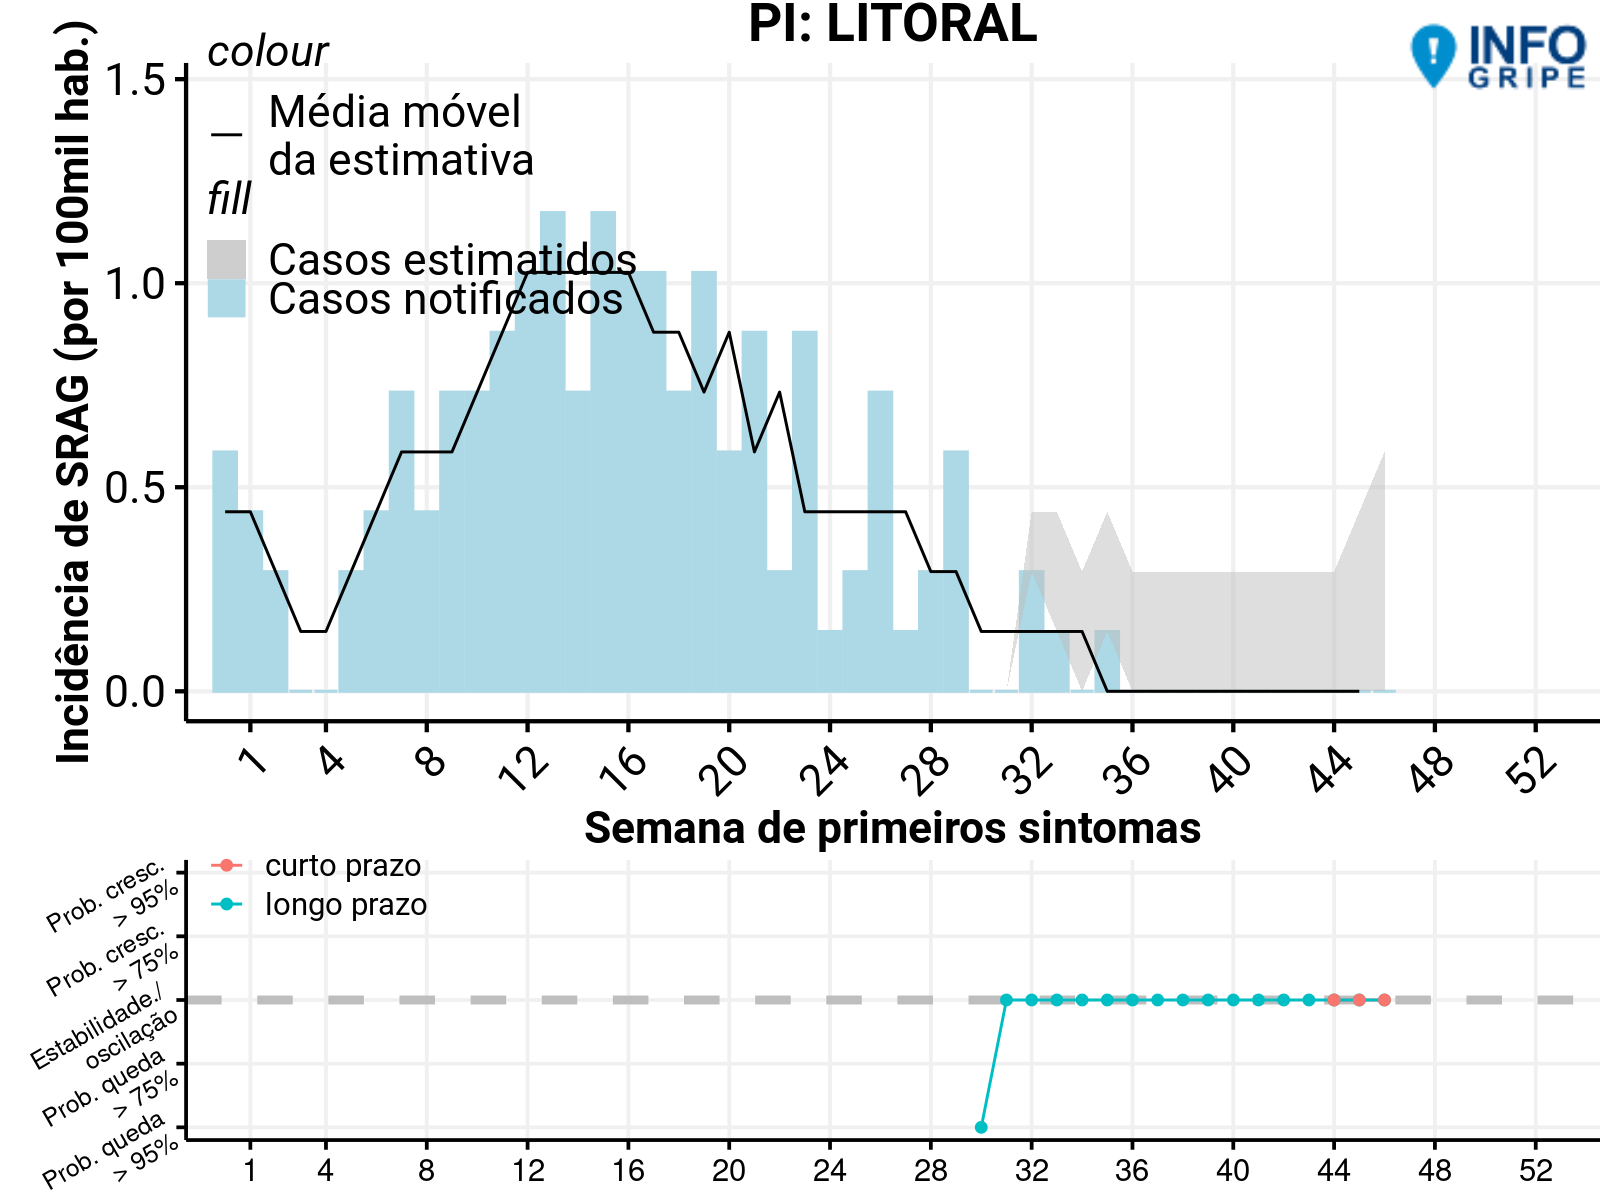 PI: LITORAL
INFO
GRIPE
Incidência de SRAG (por 100mil hab.)
colour
Média móvel
da estimativa
fill
Casos estimatidos
Casos notificados
1.5
1.0
0.5
0.0
1 4 8 12 16 20 24 28 32 36 40 44 48 52
Semana de primeiros sintomas
curto prazo
longo prazo
Prob. cresc.
> 95%
Prob. cresc.
> 75%
Estabilidade./
oscilação
Prob. queda
> 75%
Prob. queda
> 95%
1 4 8 12 16 20 24 28 32 36 40 44 48 52